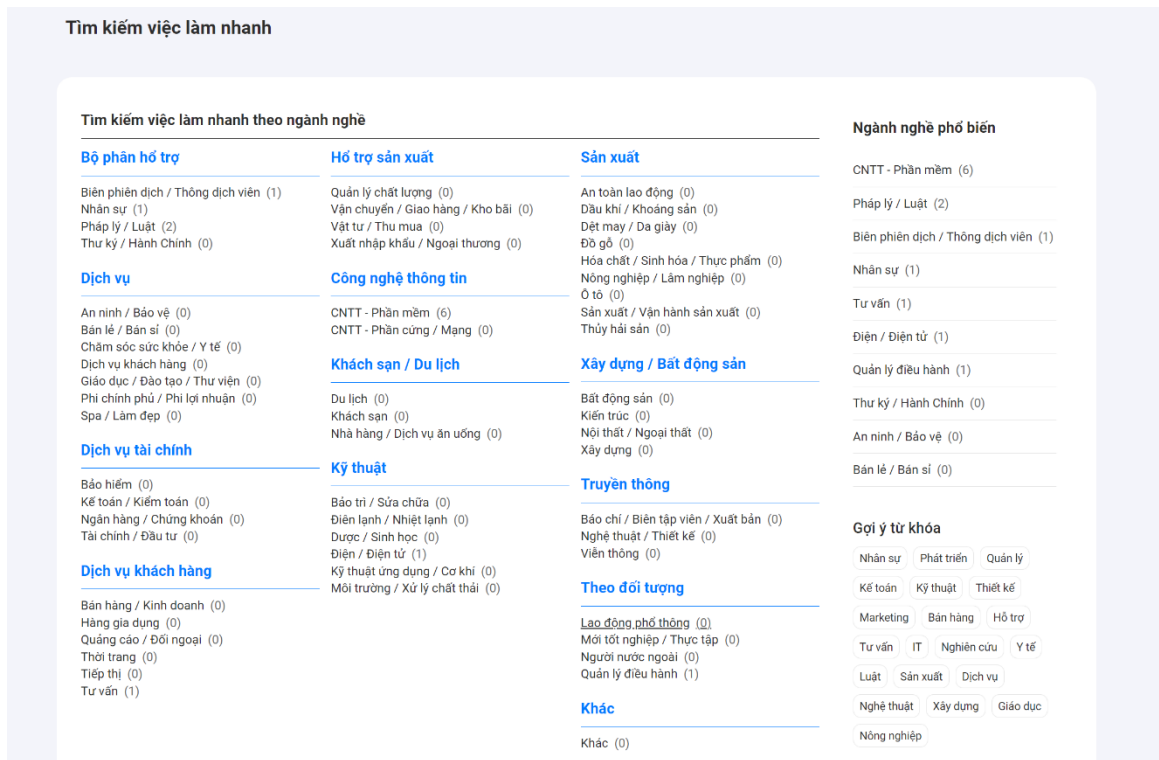 Tìm kiếm việc làm nhanh
Tìm kiếm việc làm nhanh theo ngành nghề
Bộ phân hổ trợ
Biên phiên dịch / Thông dịch viên (1)
Nhân sự (1)
Pháp lý / Luật (2)
Thư ký / Hành Chính (0)
Dịch vụ
An ninh / Bảo vệ (0)
Bán lẻ / Bán sỉ (0)
Chăm sóc sức khỏe / Y tế (0)
Dịch vụ khách hàng (0)
Giáo dục / Đào tạo / Thư viện (0)
Phi chính phủ / Phi lợi nhuận (0)
Spa / Làm đẹp (0)
Dịch vụ tài chính
Bảo hiểm (0)
Kế toán / Kiểm toán (0)
Ngân hàng / Chứng khoán (0)
Tài chính / Đầu tư (0)
Dịch vụ khách hàng
Bán hàng / Kinh doanh (0)
Hàng gia dụng (0)
Quảng cáo / Đối ngoại (0)
Thời trang (0)
Tiếp thị (0)
Tư vấn (1)
Hổ trợ sản xuất
Quản lý chất lượng (0)
Vận chuyển / Giao hàng / Kho bãi (0)
Vật tư / Thu mua (0)
Xuất nhập khẩu / Ngoại thương (0)
Công nghệ thông tin
CNTT - Phần mềm (6)
CNTT - Phần cứng / Mạng (0)
Khách sạn / Du lịch
Du lịch (0)
Khách sạn (0)
Nhà hàng / Dịch vụ ăn uống (0)
Kỹ thuật
Bảo trì / Sửa chữa (0)
Điên lạnh / Nhiệt lạnh (0)
Dược / Sinh học (0)
Điện / Điện tử (1)
Kỹ thuật ứng dụng / Cơ khí (0)
Môi trường / Xử lý chất thải (0)
Sản xuất
An toàn lao động (0)
Dầu khí / Khoáng sản (0)
Dệt may / Da giày (0)
Đồ gỗ (0)
Hóa chất / Sinh hóa / Thực phẩm (0)
Nông nghiệp / Lâm nghiệp (0)
Ô tô (0)
Sản xuất / Vận hành sản xuất (0)
Thủy hải sản (0)
Xây dựng / Bất động sản
Bất động sản (0)
Kiến trúc (0)
Nội thất / Ngoại thất (0)
Xây dựng (0)
Truyền thông
Báo chí / Biên tập viên / Xuất bản (0)
Nghệ thuật / Thiết kế (0)
Viễn thông (0)
Theo đối tượng
Lao động phổ thông (0)
Mới tốt nghiệp / Thực tập (0)
Người nước ngoài (0)
Quản lý điều hành (1)
Khác
Khác (0)
Ngành nghề phổ biến
CNTT - Phần mềm (6)
Pháp lý / Luật (2)
Biên phiên dịch / Thông dịch viên (1)
Nhân sự (1)
Tư vấn (1)
Điện / Điện tử (1)
Quản lý điều hành (1)
Thư ký / Hành Chính (0)
An ninh / Bảo vệ (0)
Bán lẻ / Bán sỉ (0)
Gợi ý từ khóa
Nhân sự Phát triển Quản lý
Kế toán Kỹ thuật Thiết kế
Marketing Bán hàng Hỗ trợ
Tư vấn IT Nghiên cứu Y tế
Luật Sản xuất Dịch vụ
Nghệ thuật Xây dựng Giáo dục
Nông nghiệp